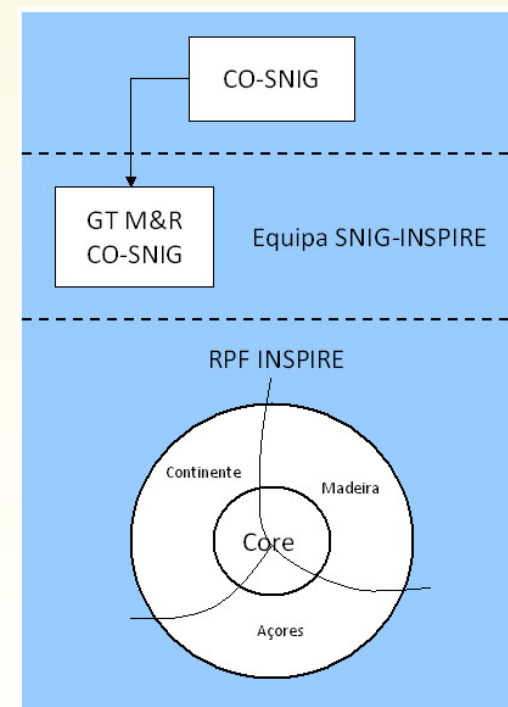 CO-SNIG
GT M&R
CO-SNIG
Equipa SNIG-INSPIRE
RPF INSPIRE
Continente
Madeira
Core
Açores